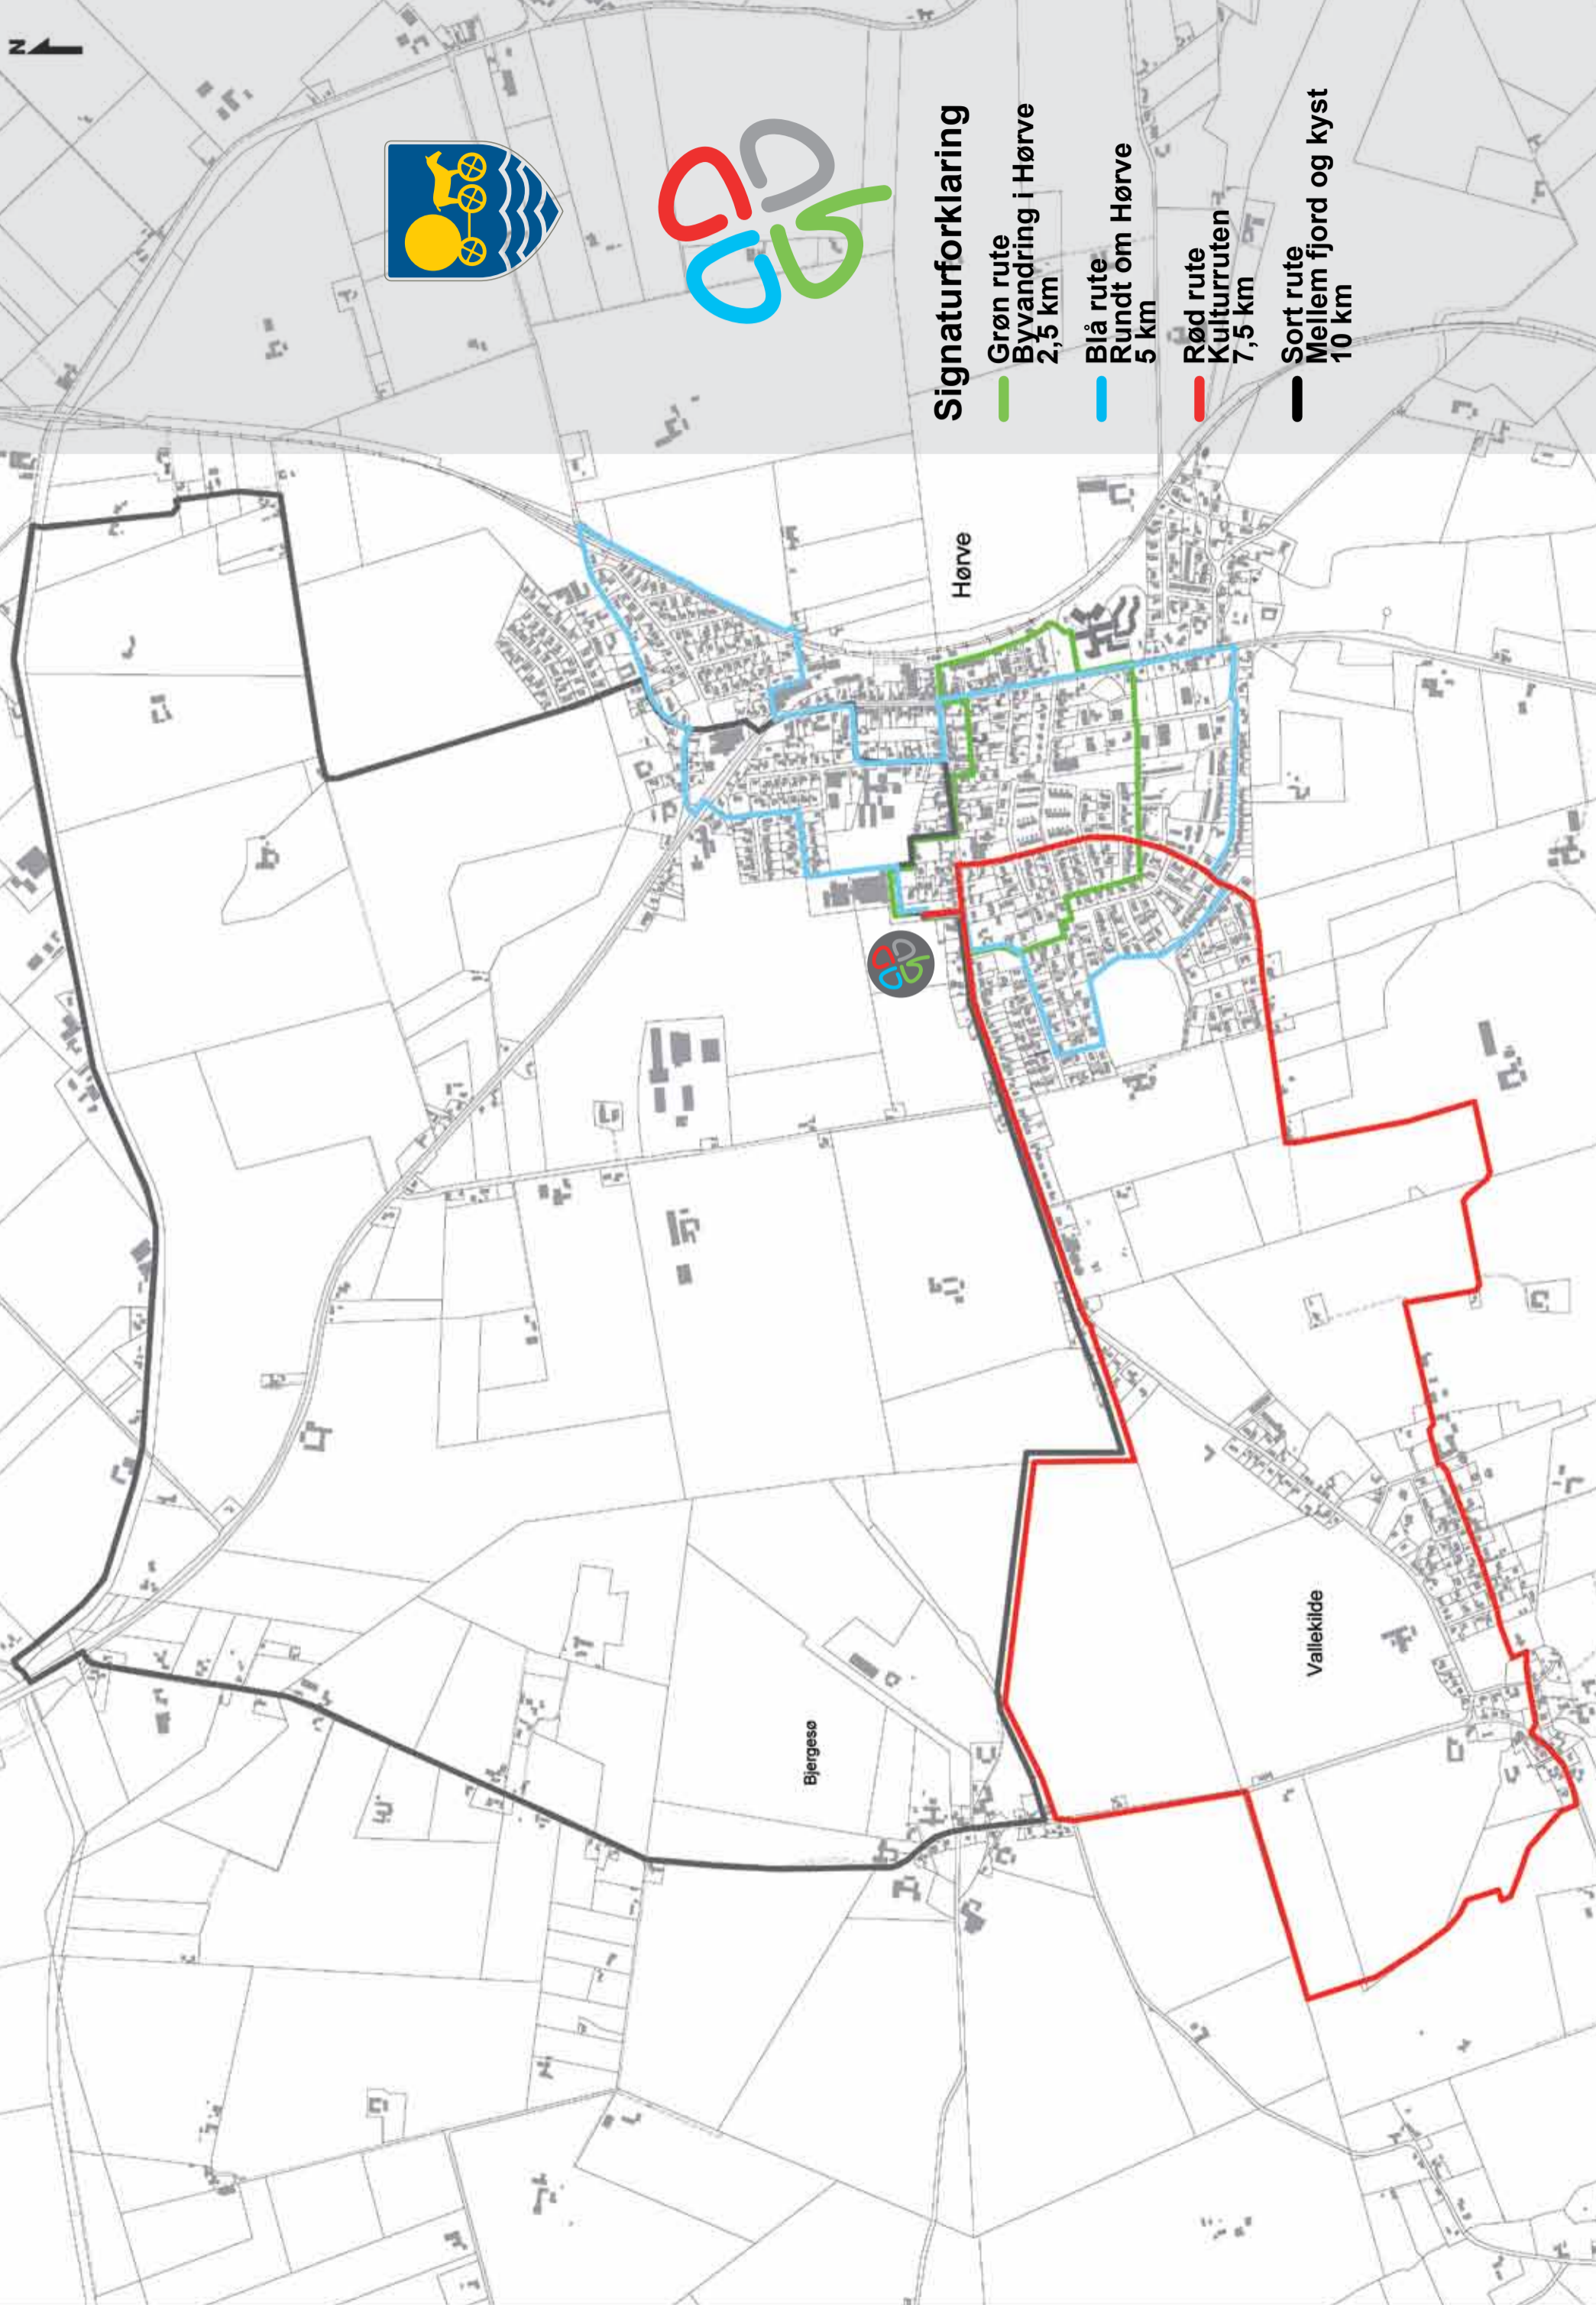 N
Signaturforklaring
Grøn rute
Byvandring i Hørve
2,5 km
Blå rute
Rundt om Hørve
5 km
Rød rute
Kulturruten
7,5 km
Sort rute
Mellem fjord og kyst
10 km
Hørve
Bjergesø
Vallekilde